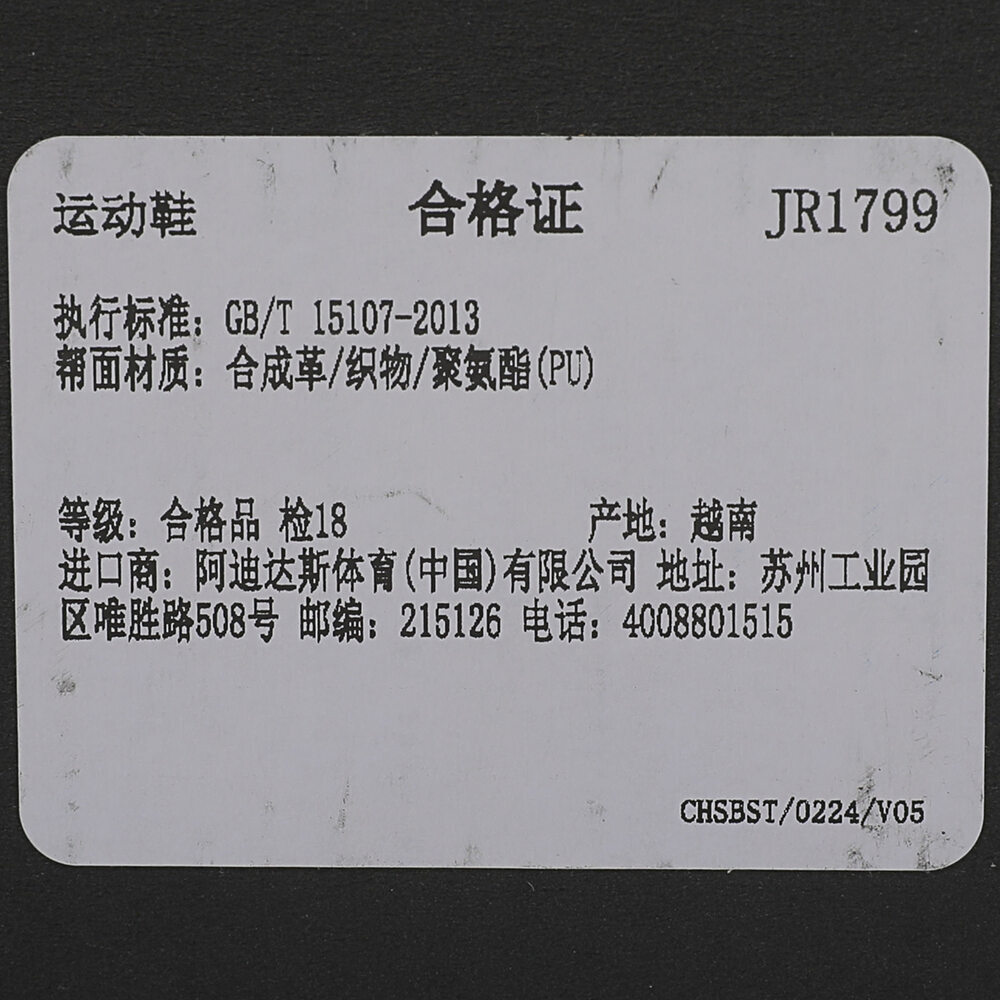 运动鞋 合格证 JR1799
执行标准：GB/T 15107-2013
帮面材质：合成革/织物/聚氨酯(PU)
等级：合格品 检18 产地：越南
进口商：阿迪达斯体育(中国)有限公司 地址：苏州工业园
区唯胜路508号 邮编：215126 电话：4008801515
CHSBST/0224/V05